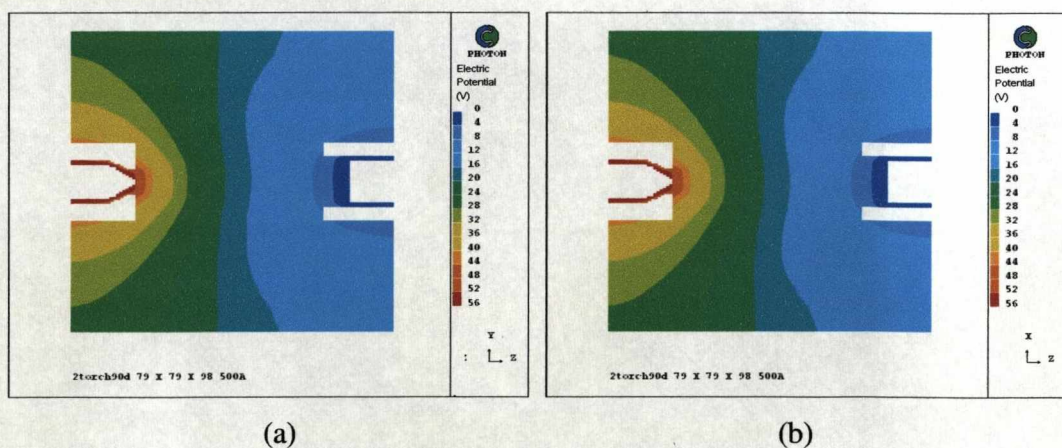 PHOTON
Electric
Potential
(V)
0
4
8
12
16
20
24
28
32
36
40
44
48
52
56
Y
: Z
2torch90d 79 X 79 X 98 500A
(a)
PHOTON
Electric
Potential
(V)
0
4
8
12
16
20
24
28
32
36
40
44
48
52
56
X
Z
2torch90d 79 X 79 X 98 500A
(b)